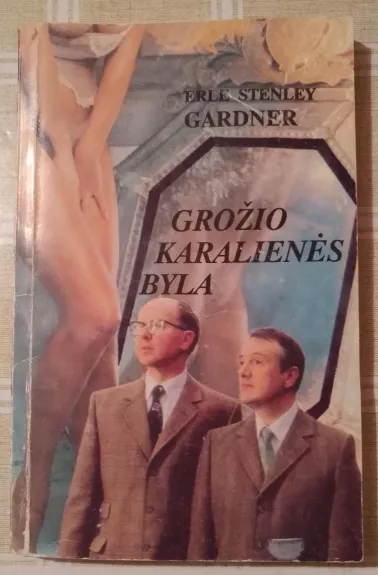 ERLE STENLEY
GARDNER
GROŽIO
KARALIENĖS
BYLA